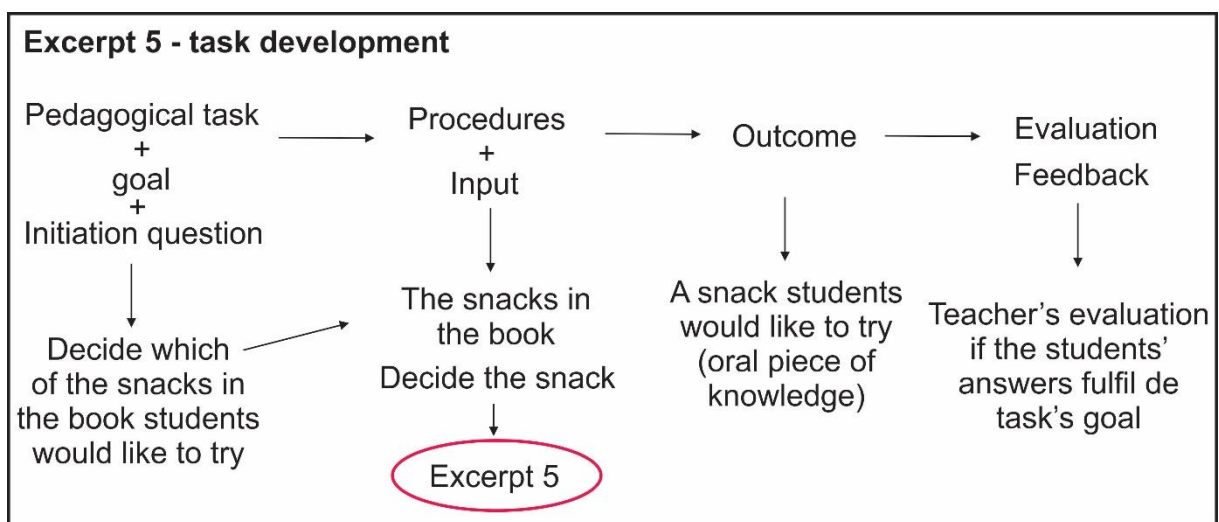 Excerpt 5 - task development
Pedagogical task
+
goal
+
Initiation question
Decide which
of the snacks in
the book students
would like to try
Procedures
+
Input
The snacks in
the book
Decide the snack
Excerpt 5
Outcome
A snack students
would like to try
(oral piece of
knowledge)
Evaluation
Feedback
Teacher's evaluation
if the students'
answers fulfil de
task's goal